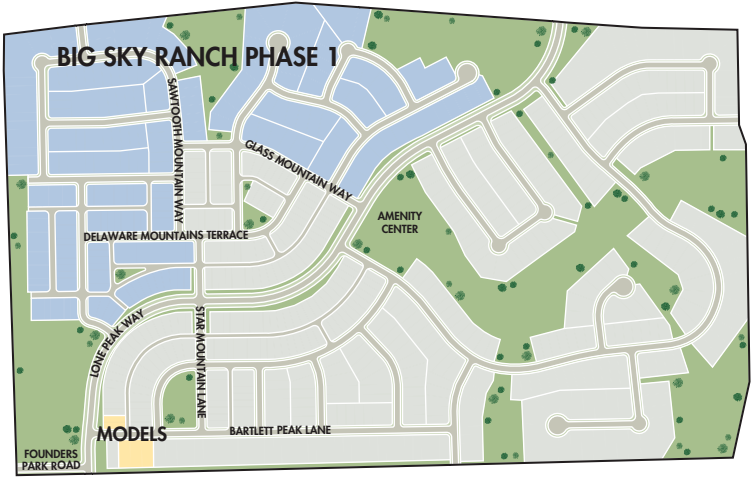 BIG SKY RANCH PHASE 1
SAWTOOTH MOUNTAIN WAY
GLASS MOUNTAIN WAY
AMENITY
CENTER
DELAWARE MOUNTAINS TERRACE
LONE PEAK WAY
STAR MOUNTAIN LANE
MODELS
BARTLETT PEAK LANE
FOUNDERS
PARK ROAD